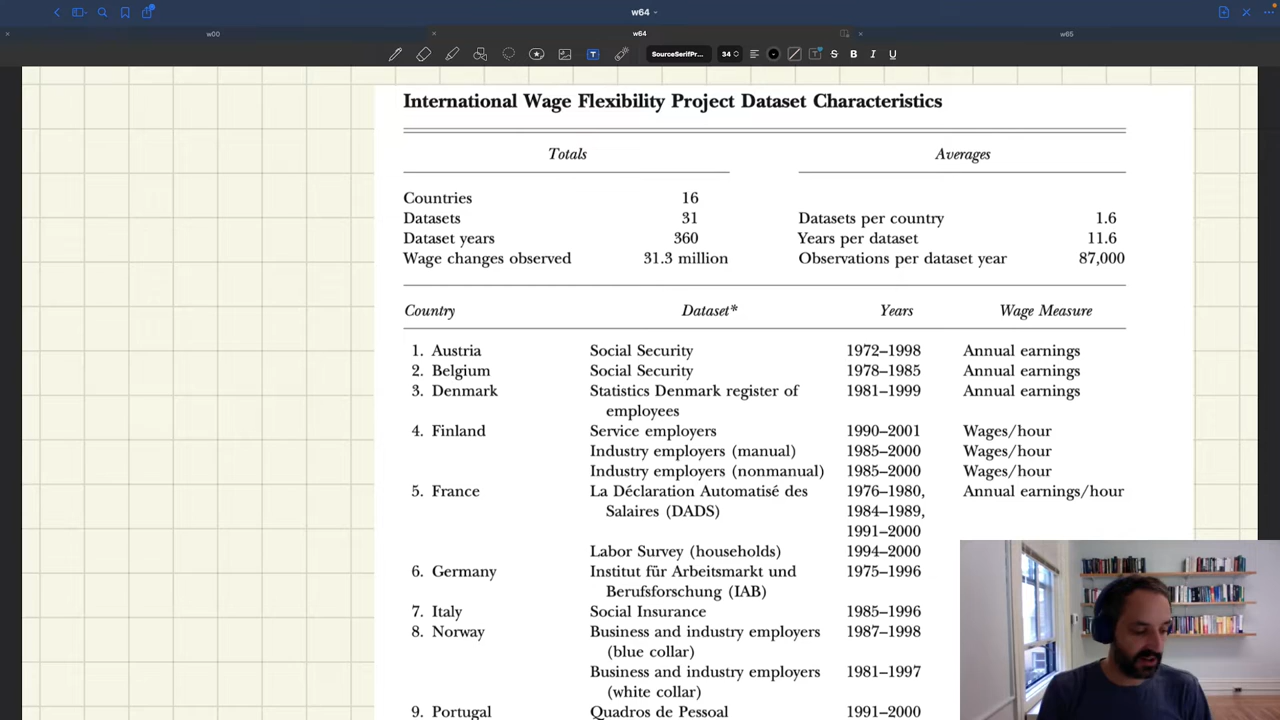 w64
w00
w64
w65
SourceSerifPr...
34
S
B
I
U
International Wage Flexibility Project Dataset Characteristics
Totals
Averages
Countries 16
Datasets 31 Datasets per country 1.6
Dataset years 360 Years per dataset 11.6
Wage changes observed 31.3 million Observations per dataset year 87,000
Country Dataset* Years Wage Measure
1. Austria Social Security 1972–1998 Annual earnings
2. Belgium Social Security 1978–1985 Annual earnings
3. Denmark Statistics Denmark register of 1981–1999 Annual earnings
employees
4. Finland Service employers 1990–2001 Wages/hour
Industry employers (manual) 1985–2000 Wages/hour
Industry employers (nonmanual) 1985–2000 Wages/hour
5. France La Déclaration Automatisé des 1976–1980, Annual earnings/hour
Salaires (DADS) 1984–1989,
1991–2000
Labor Survey (households) 1994–2000
6. Germany Institut für Arbeitsmarkt und 1975–1996
Berufsforschung (IAB)
7. Italy Social Insurance 1985–1996
8. Norway Business and industry employers 1987–1998
(blue collar)
Business and industry employers 1981–1997
(white collar)
9. Portugal Quadros de Pessoal 1991–2000